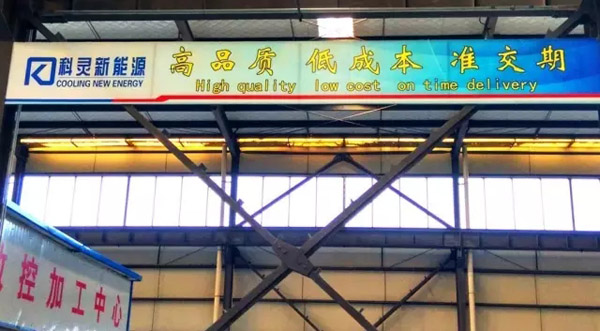 科灵新能源
COOLING NEW ENERGY
高品质 低成本 准交期
High quality low cost on time delivery
控加工中心